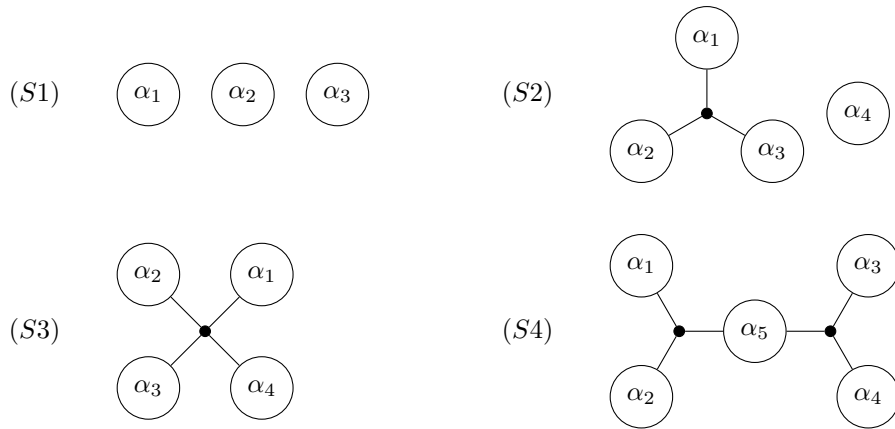 (S1) α₁ α₂ α₃
(S2) α₁ α₂ α₃ α₄
(S3) α₂ α₁ α₃ α₄
(S4) α₁ α₃ α₅ α₂ α₄